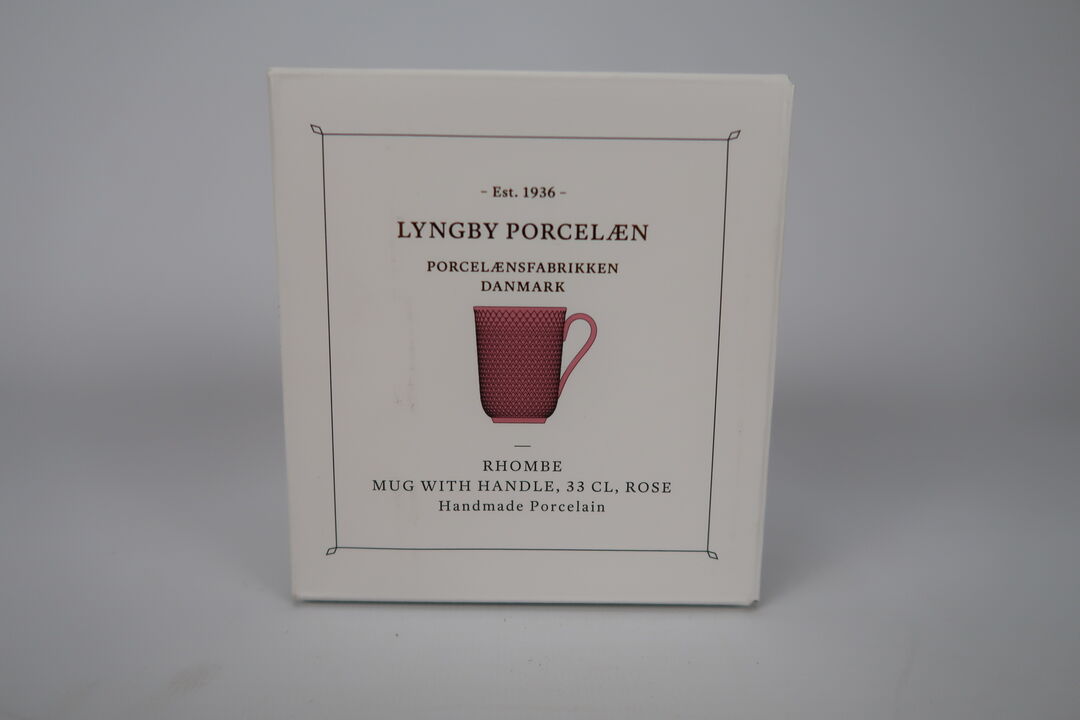 – Est. 1936 –
LYNGBY PORCELÆN
PORCELÆNSFABRIKKEN
DANMARK
—
RHOMBE
MUG WITH HANDLE, 33 CL, ROSE
Handmade Porcelain